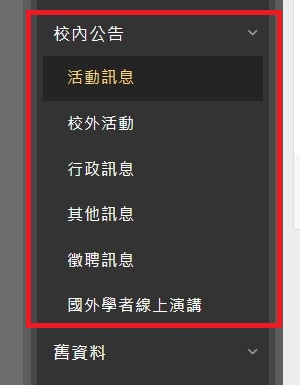 校內公告
活動訊息
校外活動
行政訊息
其他訊息
徵聘訊息
國外學者線上演講
舊資料